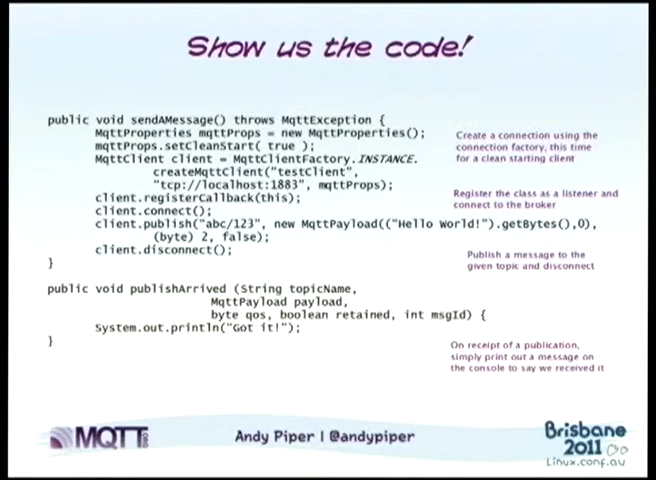 Show us the code!
public void sendAMessage() throws MqttException {
MqttProperties mqttProps = new MqttProperties();
mqttProps.setCleanStart( true );
MqttClient client = MqttClientFactory.INSTANCE.
createMqttClient("testClient",
"tcp://localhost:1883", mqttProps);
client.registerCallback(this);
client.connect();
client.publish("abc/123", new MqttPayload(("Hello World!").getBytes(),0),
(byte) 2, false);
client.disconnect();
}
Create a connection using the
connection factory, this time
for a clean starting client
Register the class as a listener and
connect to the broker
Publish a message to the
given topic and disconnect
public void publishArrived (String topicName,
MqttPayload payload,
byte qos, boolean retained, int msgId) {
System.out.println("Got it!");
}
On receipt of a publication,
simply print out a message on
the console to say we received it
MQTT
Andy Piper | @andypiper
Brisbane
2011
Linux.conf.au